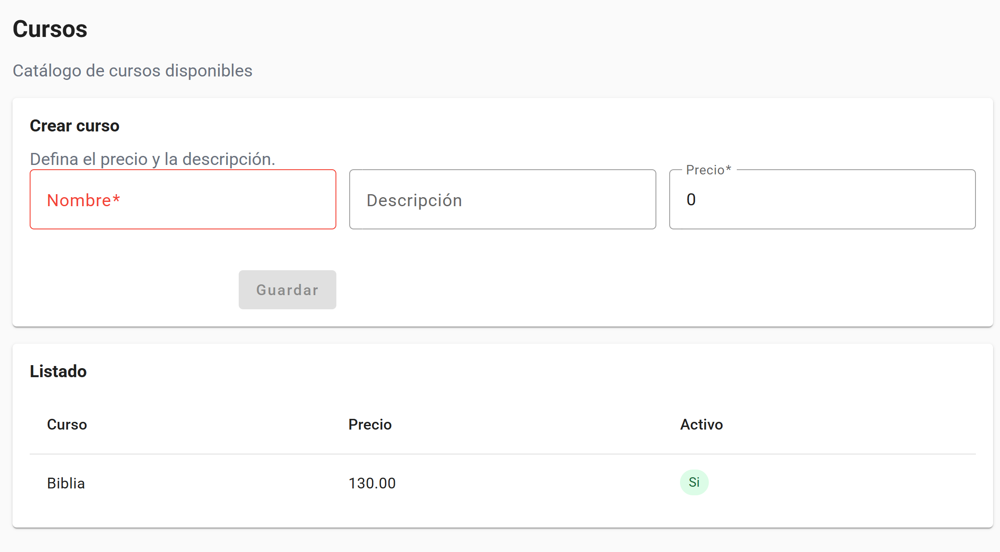 Cursos
Catálogo de cursos disponibles
Crear curso
Defina el precio y la descripción.
Nombre*
Descripción
Precio*
0
Guardar
Listado
Curso Precio Activo
Biblia 130.00 Si